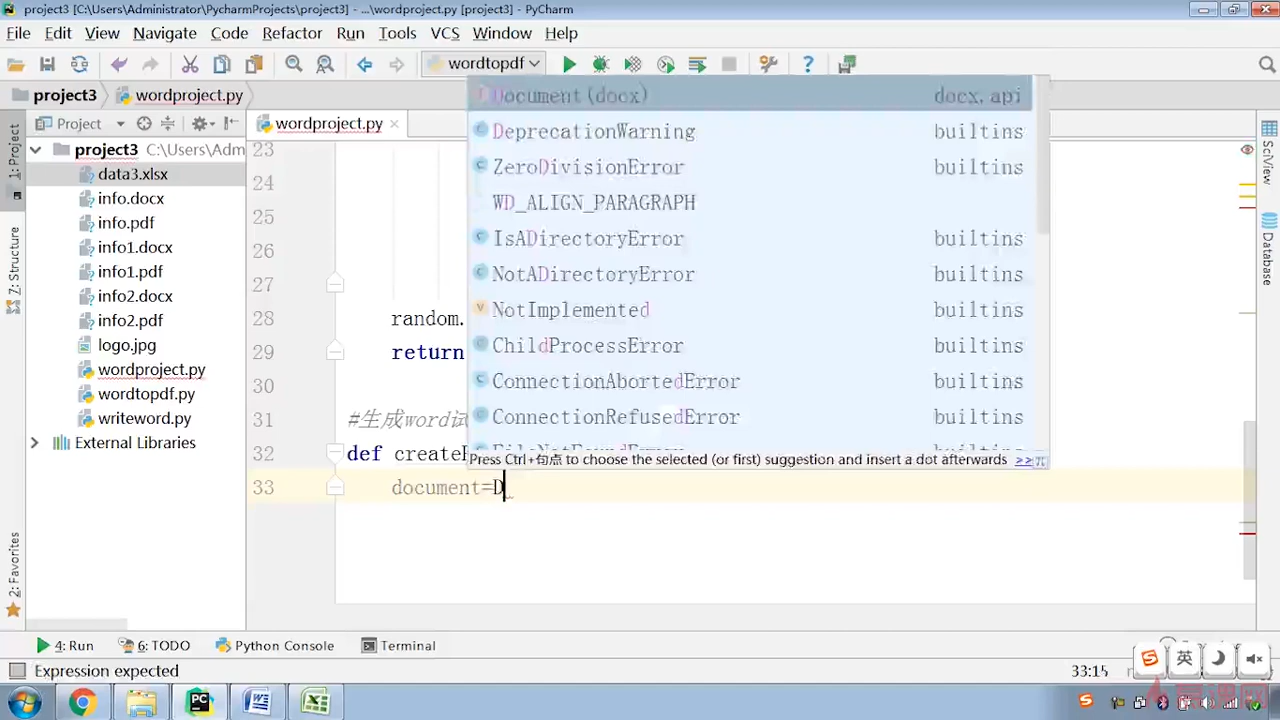 project3 [C:\Users\Administrator\PycharmProjects\project3] - ...\wordproject.py [project3] - PyCharm
File Edit View Navigate Code Refactor Run Tools VCS Window Help
wordtopdf
project3 wordproject.py
Project
wordproject.py
1: Project
Z: Structure
2: Favorites
project3 C:\Users\Adm
data3.xlsx
info.docx
info.pdf
info1.docx
info1.pdf
info2.docx
info2.pdf
logo.jpg
wordproject.py
wordtopdf.py
writeword.py
External Libraries
23
24
25
26
27
28 random.
29 return
30
31 #生成word试
32 def create
33 document=D
Document(docx) docx.api
DeprecationWarning builtins
ZeroDivisionError builtins
WD_ALIGN_PARAGRAPH
IsADirectoryError builtins
NotADirectoryError builtins
NotImplemented builtins
ChildProcessError builtins
ConnectionAbortedError builtins
ConnectionRefusedError builtins
FileNotFoundError builtins
Press Ctrl+句点 to choose the selected (or first) suggestion and insert a dot afterwards >> π
SciView
Database
4: Run 6: TODO Python Console Terminal
Expression expected 33:15
英